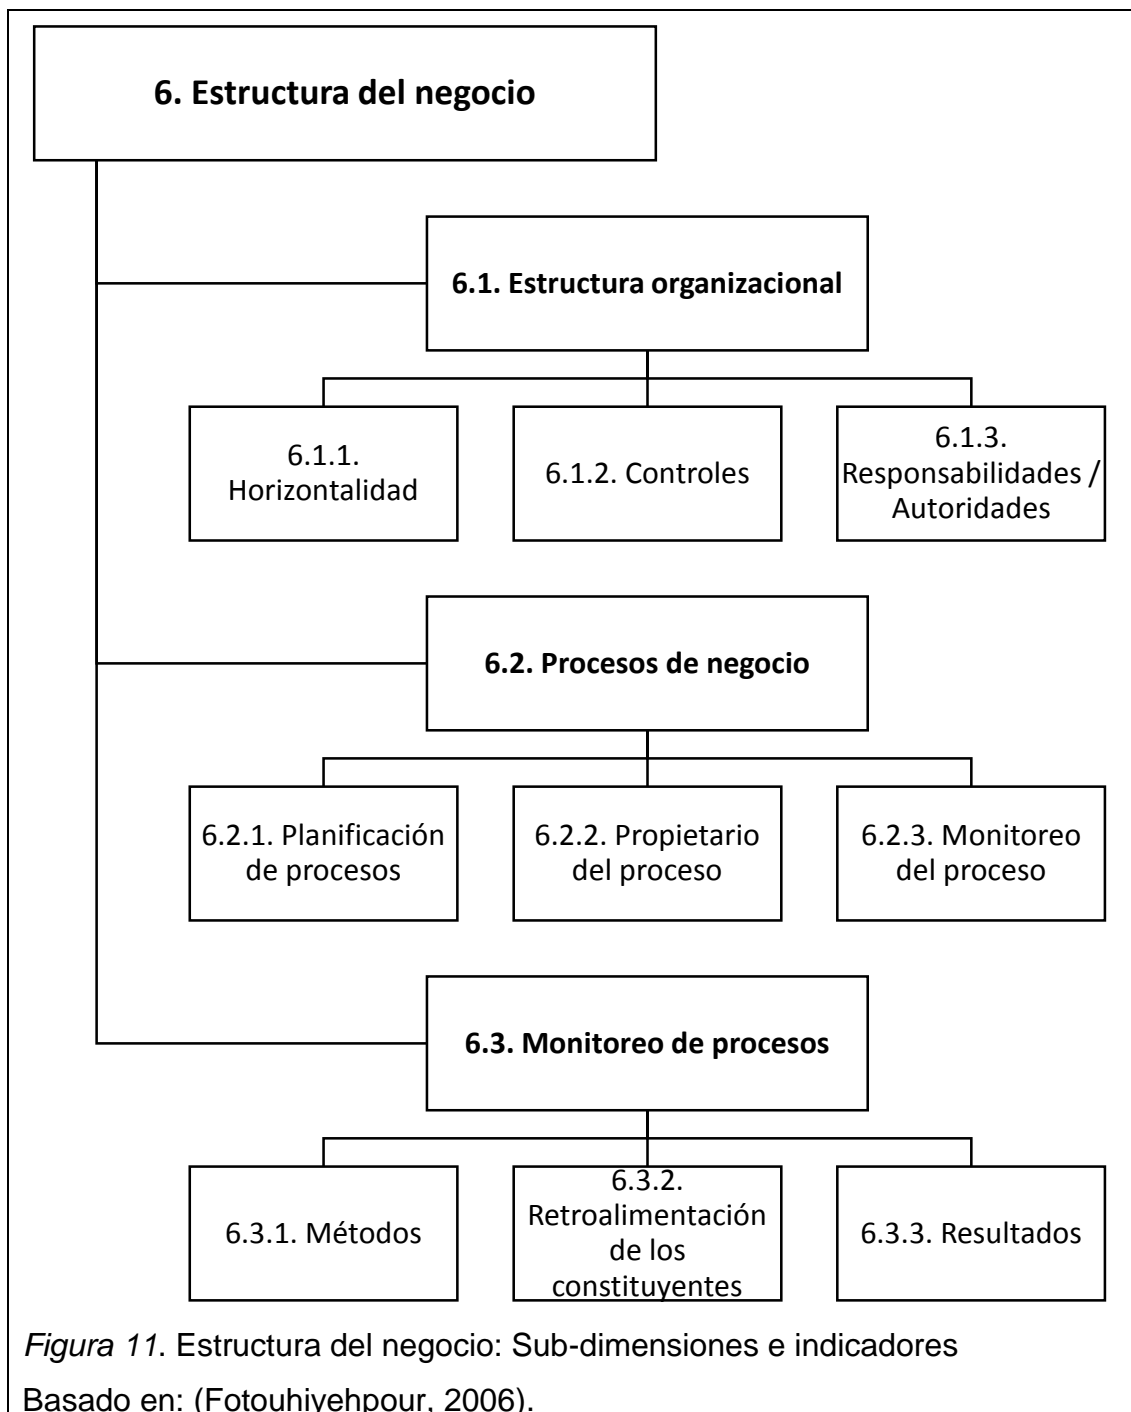 6. Estructura del negocio
6.1. Estructura organizacional
6.1.1.
Horizontalidad
6.1.2. Controles
6.1.3.
Responsabilidades /
Autoridades
6.2. Procesos de negocio
6.2.1. Planificación
de procesos
6.2.2. Propietario
del proceso
6.2.3. Monitoreo
del proceso
6.3. Monitoreo de procesos
6.3.1. Métodos
6.3.2.
Retroalimentación
de los
constituyentes
6.3.3. Resultados
Figura 11. Estructura del negocio: Sub-dimensiones e indicadores
Basado en: (Fotouhiyehpour, 2006).